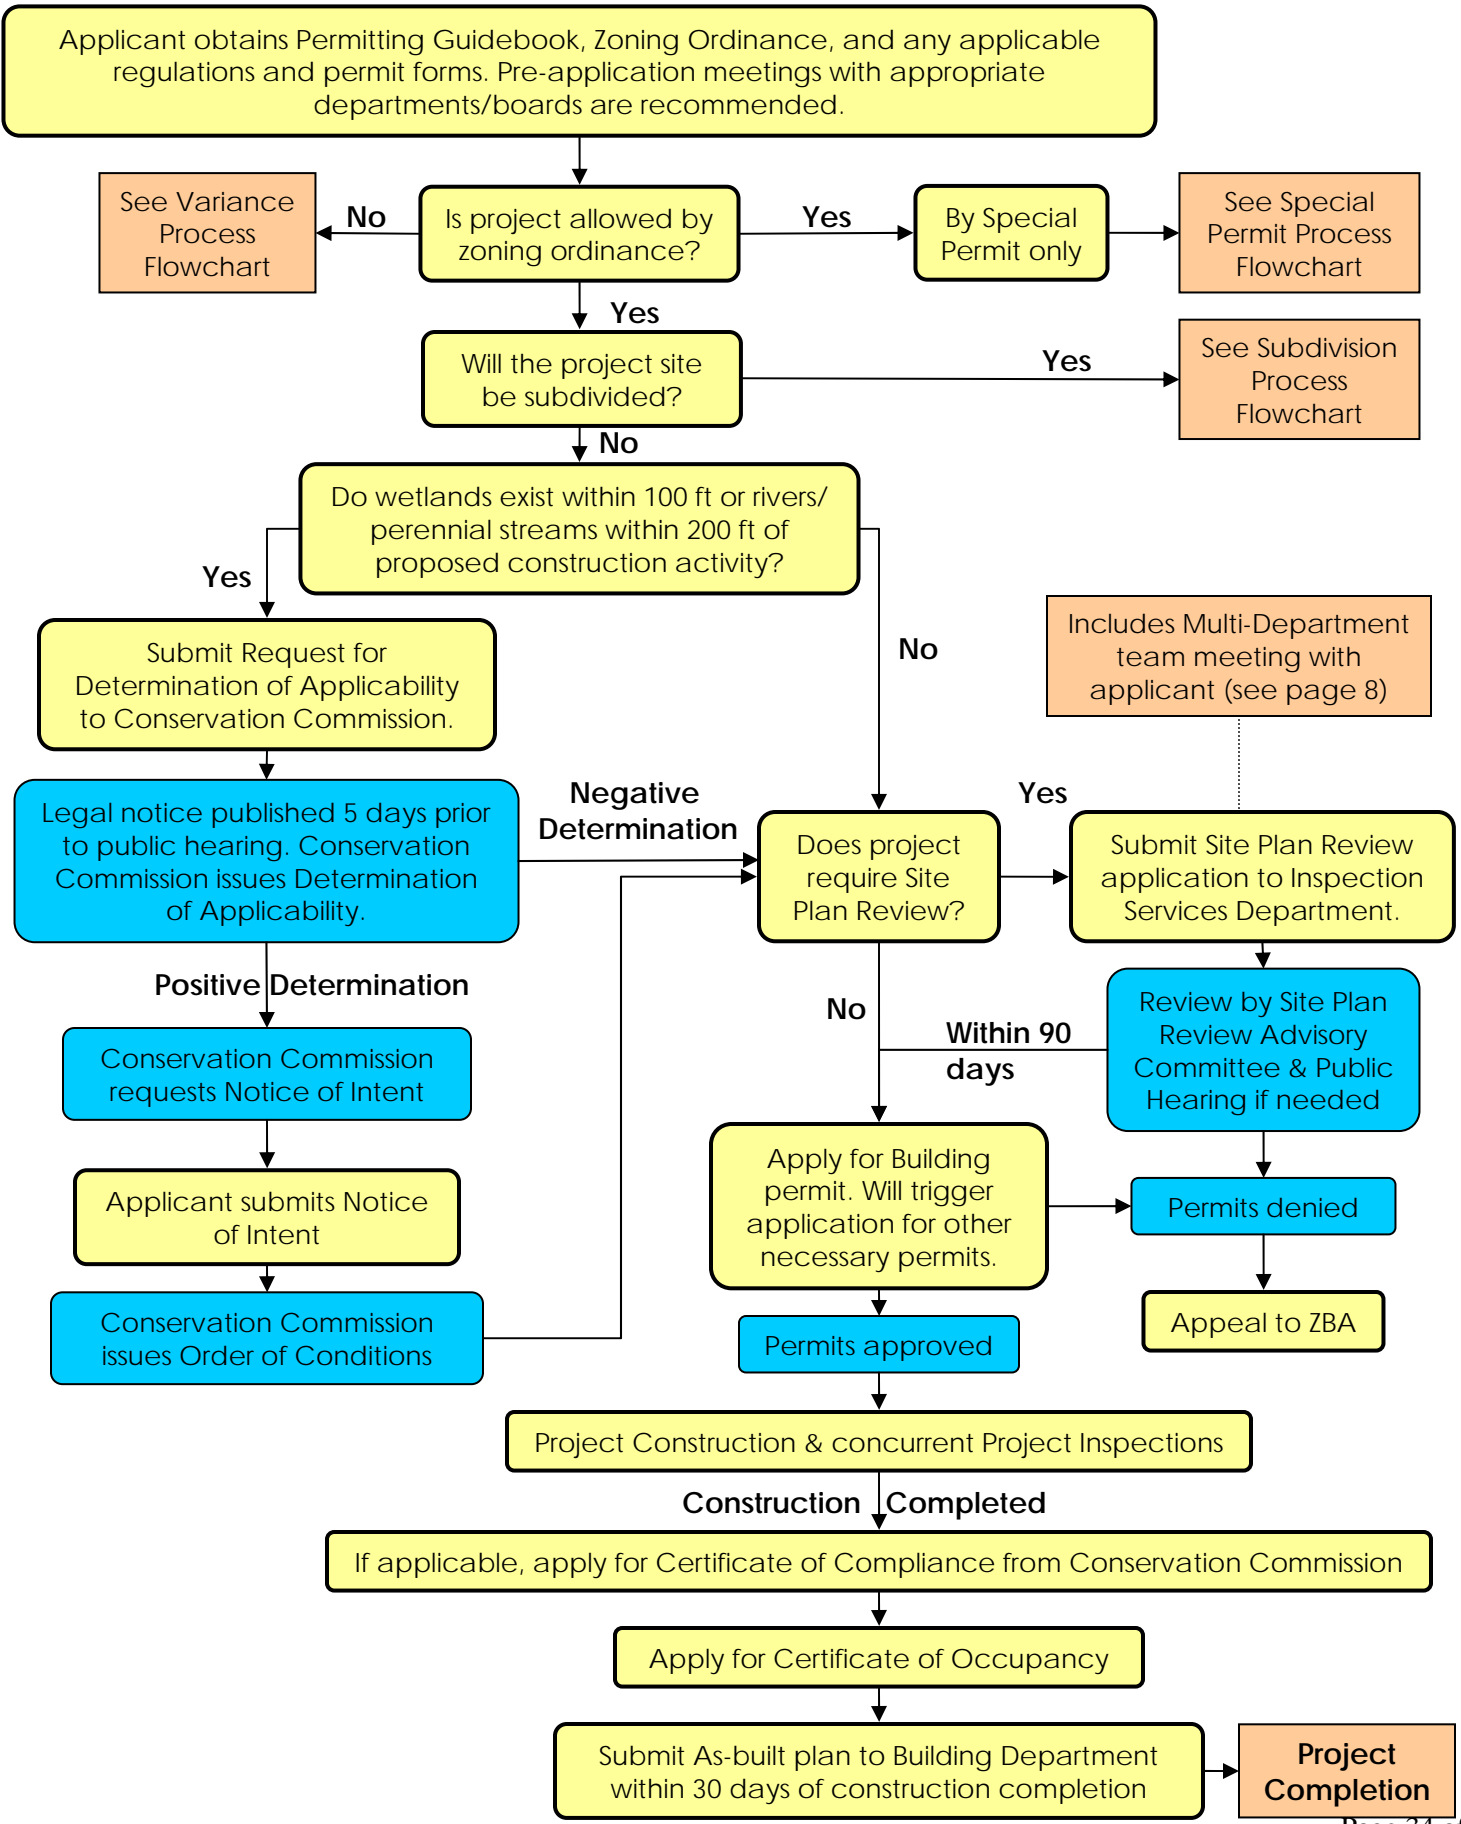 Applicant obtains Permitting Guidebook, Zoning Ordinance, and any applicable
regulations and permit forms. Pre-application meetings with appropriate
departments/boards are recommended.
See Variance
Process
Flowchart
No
Is project allowed by
zoning ordinance?
Yes
By Special
Permit only
See Special
Permit Process
Flowchart
Yes
Will the project site
be subdivided?
Yes
See Subdivision
Process
Flowchart
No
Do wetlands exist within 100 ft or rivers/
perennial streams within 200 ft of
proposed construction activity?
Yes
No
Submit Request for
Determination of Applicability
to Conservation Commission.
Includes Multi-Department
team meeting with
applicant (see page 8)
Legal notice published 5 days prior
to public hearing. Conservation
Commission issues Determination
of Applicability.
Negative
Determination
Does project
require Site
Plan Review?
Yes
Submit Site Plan Review
application to Inspection
Services Department.
Positive Determination
No
Within 90
days
Review by Site Plan
Review Advisory
Committee & Public
Hearing if needed
Conservation Commission
requests Notice of Intent
Applicant submits Notice
of Intent
Apply for Building
permit. Will trigger
application for other
necessary permits.
Permits denied
Conservation Commission
issues Order of Conditions
Permits approved
Appeal to ZBA
Project Construction & concurrent Project Inspections
Construction Completed
If applicable, apply for Certificate of Compliance from Conservation Commission
Apply for Certificate of Occupancy
Submit As-built plan to Building Department
within 30 days of construction completion
Project
Completion